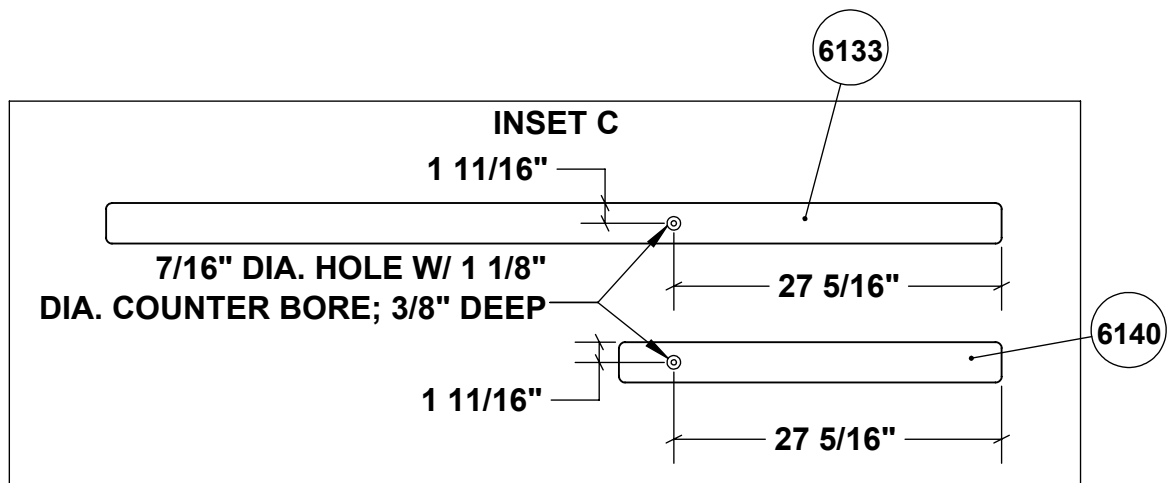 6133
INSET C
1 11/16"
7/16" DIA. HOLE W/ 1 1/8"
DIA. COUNTER BORE; 3/8" DEEP
27 5/16"
6140
1 11/16"
27 5/16"